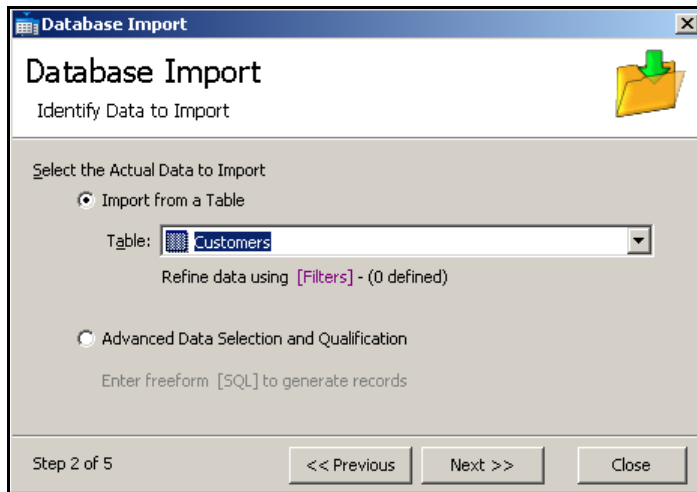 Database Import
Database Import
Identify Data to Import
Select the Actual Data to Import
Import from a Table
Table: Customers
Refine data using [Filters] - (0 defined)
Advanced Data Selection and Qualification
Enter freeform [SQL] to generate records
Step 2 of 5 << Previous Next >> Close